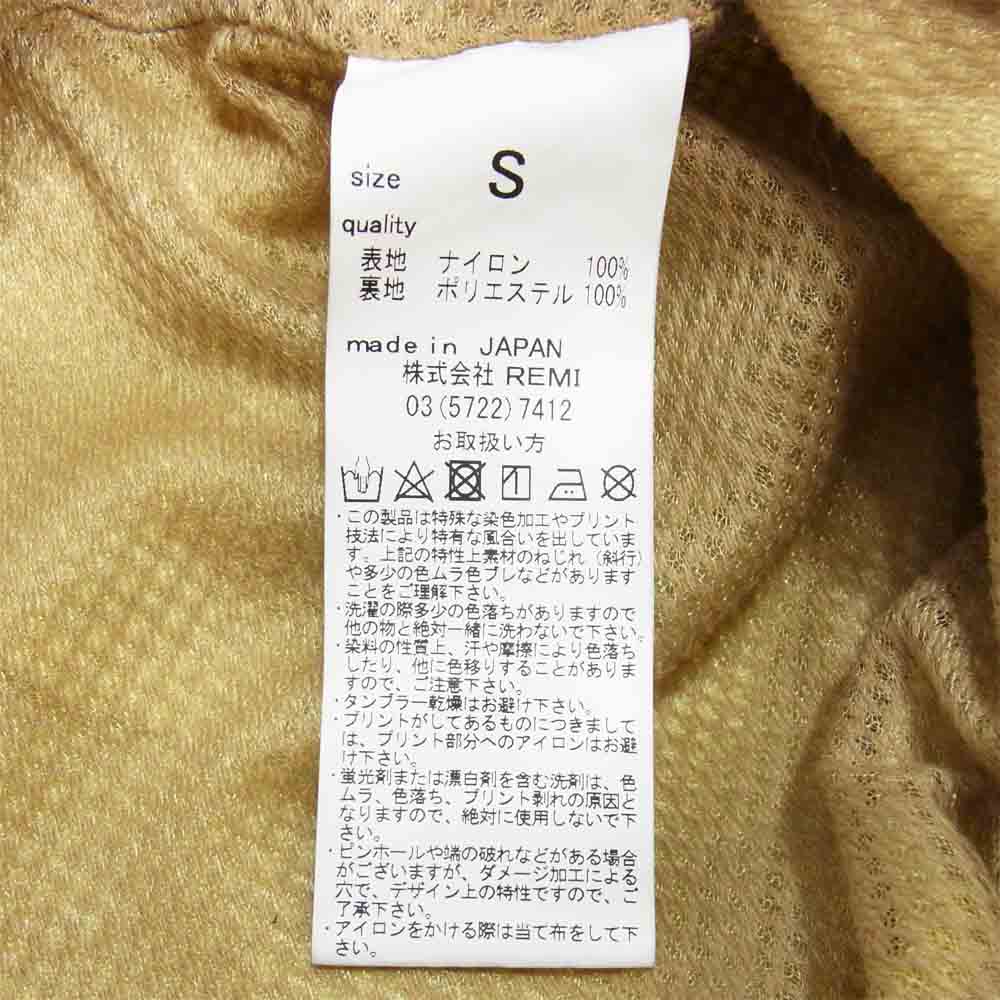 size S
quality
表地 ナイロン 100%
裏地 ポリエステル 100%
made in JAPAN
株式会社 REMI
03(5722)7412
お取扱い方
・この製品は特殊な染色加工やプリント
技法により特有な風合いを出していま
す。上記の特性上素材のねじれ（斜行）
や多少の色ムラ色ブレなどがあります
ことをご理解下さい。
・洗濯の際多少の色落ちがありますので
他の物と絶対一緒に洗わないで下さい。
・染料の性質上、汗や摩擦により色落ち
したり、他に色移りすることがありま
すので、ご注意下さい。
・タンブラー乾燥はお避け下さい。
・プリントがしてあるものにつきまして
は、プリント部分へのアイロンはお避
け下さい。
・蛍光剤または漂白剤を含む洗剤は、色
ムラ、色落ち、プリント剥れの原因と
なりますので、絶対に使用しないで下
さい。
・ピンホールや端の破れなどがある場合
がございますが、ダメージ加工による
穴で、デザイン上の特性ですので、ご
了承下さい。
・アイロンをかける際は当て布をして下
さい。